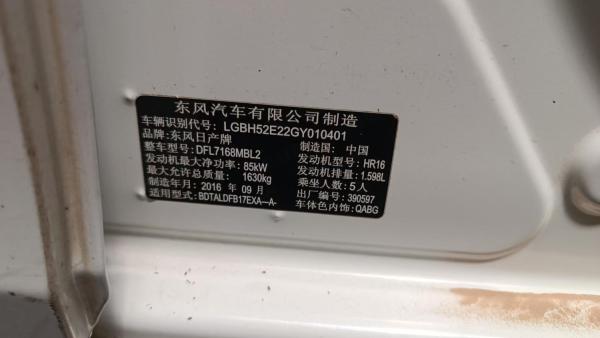 东风汽车有限公司制造
车辆识别代号: LGBH52E22GY010401
品牌: 东风日产牌 制造国: 中国
整车型号: DFL7168MBL2 发动机型号: HR16
发动机最大净功率: 85kW 发动机排量: 1.598L
最大允许总质量: 1630kg 乘坐人数: 5 人
制造年月: 2016 年 09 月 出厂编号: 390597
适用型式: BDTALDFB17EXA—A- 车体色内饰: QABG